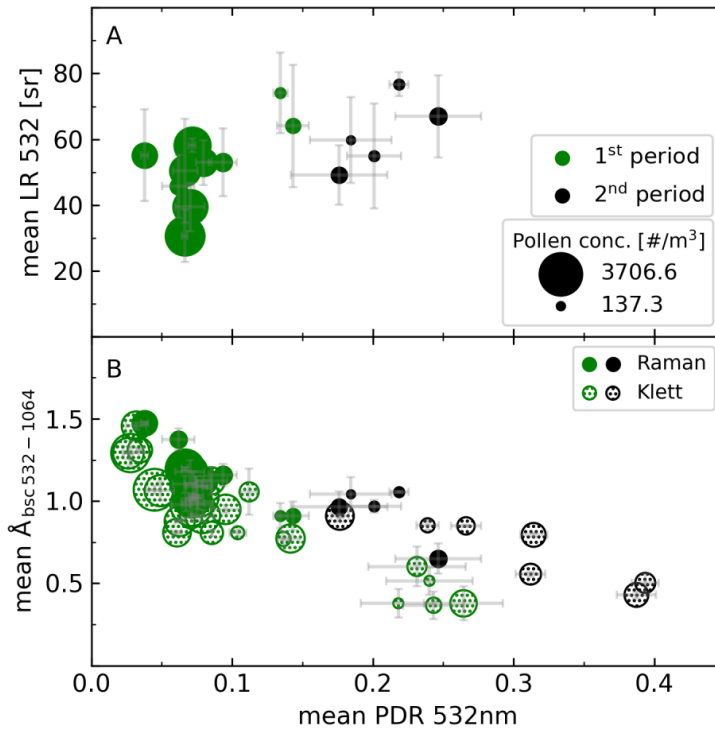 A
80
60
40
20
mean LR 532 [sr]
1st period
2nd period
Pollen conc. [#/m³]
3706.6
137.3
B
Raman
Klett
1.5
1.0
0.5
mean Å bsc 532−1064
0.0 0.1 0.2 0.3 0.4
mean PDR 532nm